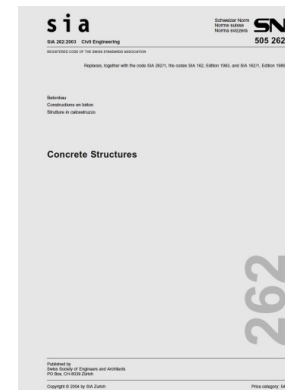 sia
Schweizer Norm
Norme suisse
Norma svizzera
SN
SIA 262:2003 Civil Engineering
505 262
REGISTERED CODE OF THE SWISS STANDARDS ASSOCIATION
Replaces, together with the code SIA 262/1, the codes SIA 162, Edition 1993, and SIA 162/1, Edition 1989
Betonbau
Constructions en béton
Strutture in calcestruzzo
Concrete Structures
262
Published by
Swiss Society of Engineers and Architects
PO Box, CH-8039 Zürich
Copyright © 2004 by SIA Zurich
Price category: 54